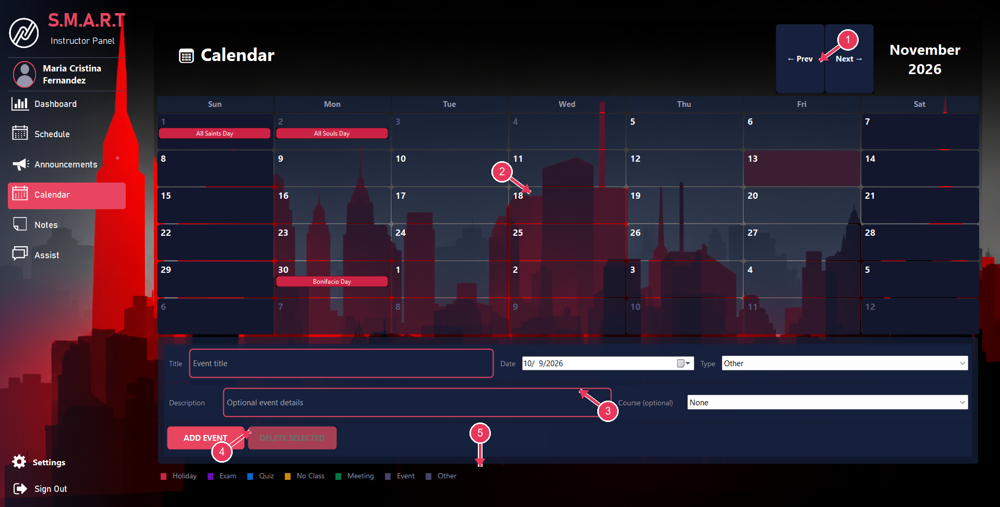 S.M.A.R.T
Instructor Panel
Maria Cristina
Fernandez
Dashboard
Schedule
Announcements
Calendar
Notes
Assist
Settings
Sign Out
Calendar
← Prev
Next →
1
November
2026
Sun Mon Tue Wed Thu Fri Sat
1 2 3 4 5 6 7
All Saints Day All Souls Day
8 9 10 11 12 13 14
2
15 16 17 18 19 20 21
22 23 24 25 26 27 28
29 30 1 2 3 4 5
Bonifacio Day
6 7 8 9 10 11 12
Title Event title Date 10/ 9/2026 Type Other
Description Optional event details Course (optional) None
3
ADD EVENT DELETE SELECTED
4
5
Holiday Exam Quiz No Class Meeting Event Other